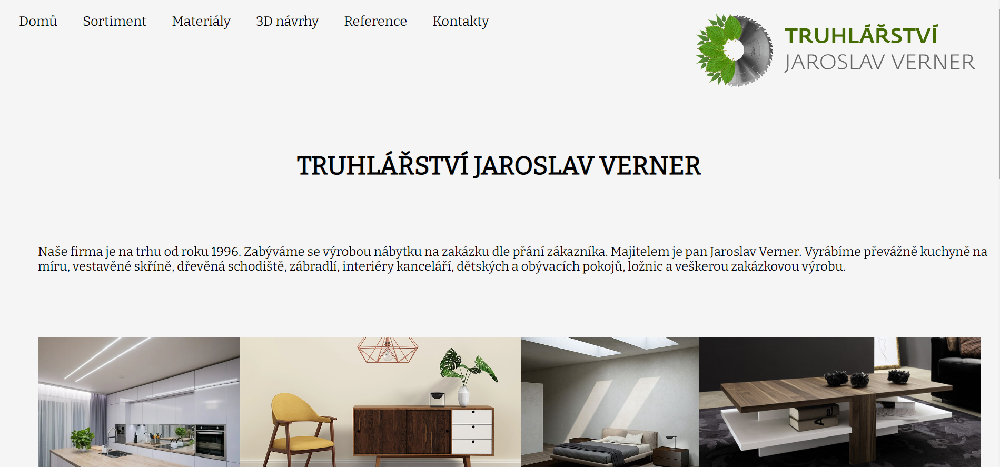 Domů Sortiment Materiály 3D návrhy Reference Kontakty
TRUHLÁŘSTVÍ
JAROSLAV VERNER
TRUHLÁŘSTVÍ JAROSLAV VERNER
Naše firma je na trhu od roku 1996. Zabýváme se výrobou nábytku na zakázku dle přání zákazníka. Majitelem je pan Jaroslav Verner. Vyrábíme převážně kuchyně na
míru, vestavěné skříně, dřevěná schodiště, zábradlí, interiéry kanceláří, dětských a obývacích pokojů, ložnic a veškerou zakázkovou výrobu.